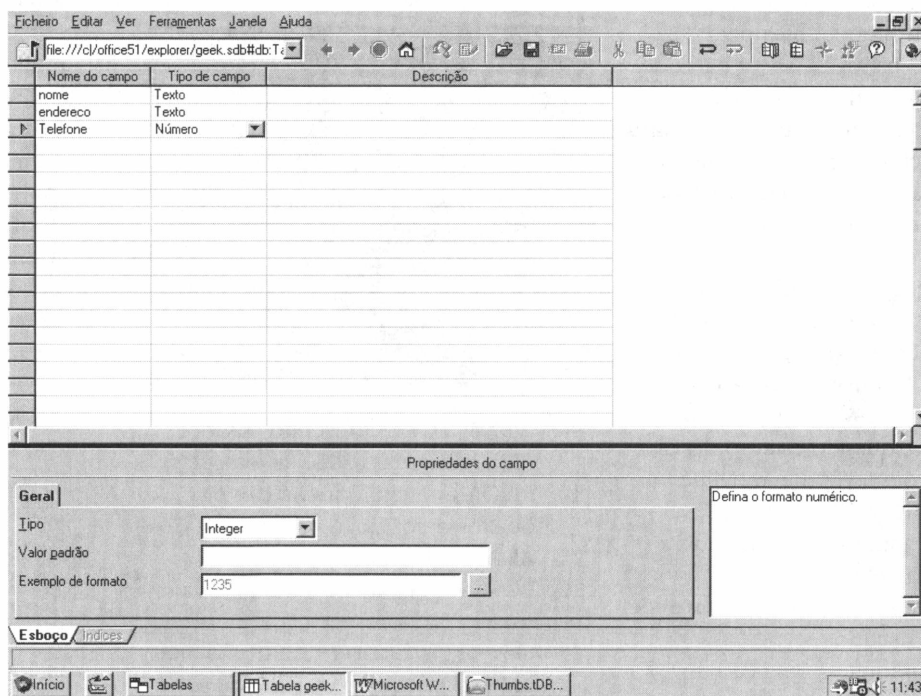 Ficheiro Editar Ver Ferramentas Janela Ajuda
file:///c|/office51/explorer/geek.sdb#db:Ta
Nome do campo Tipo de campo Descrição
nome Texto
endereco Texto
Telefone Número
Propriedades do campo
Geral
Tipo Integer
Valor padrão
Exemplo de formato 1235 ...
Defina o formato numérico.
Esboço Índices
Início Tabelas Tabela geek... Microsoft W... Thumbs.tDB... 11:43